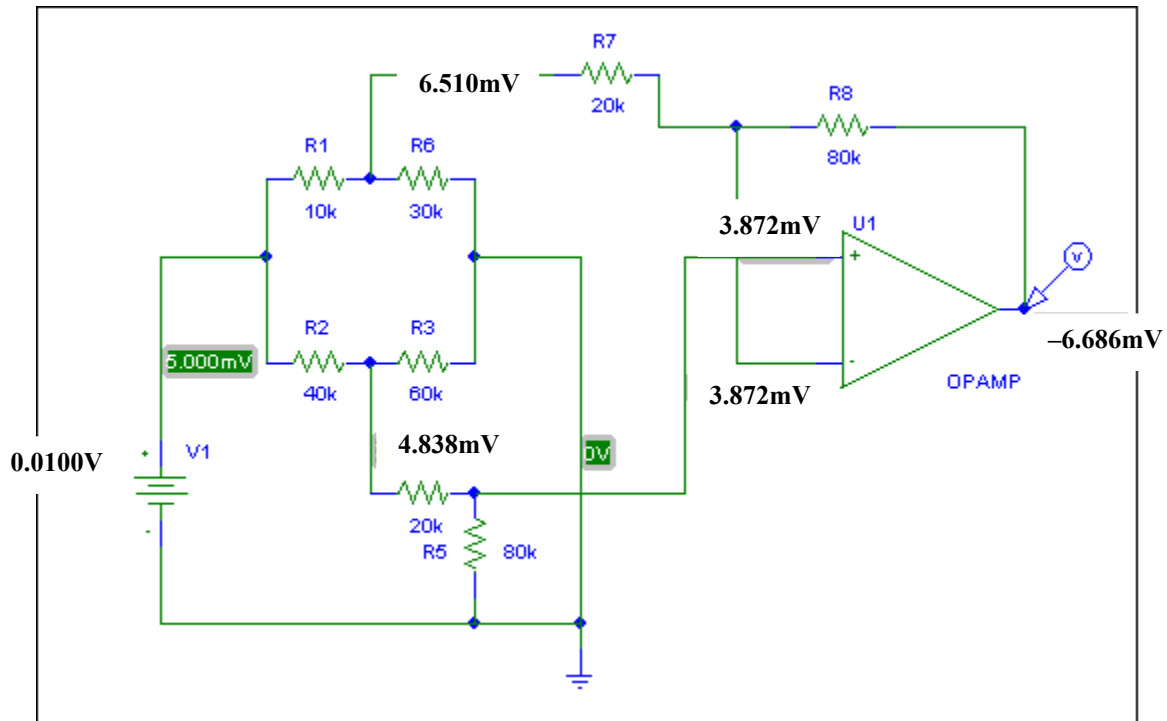 R7
6.510mV
20k
R8
80k
R1 R6
10k 30k
3.872mV
U1
+
v
R2 R3
5.000mV
-
–6.686mV
40k 60k
3.872mV
OPAMP
4.838mV
+ V1
0V
0.0100V
-
20k
R5 80k